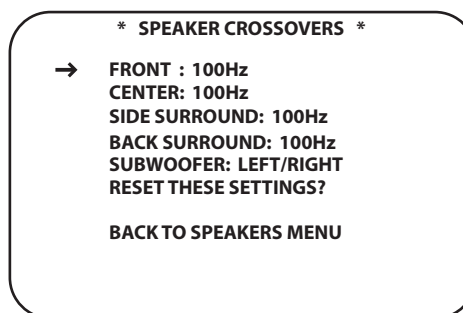 * SPEAKER CROSSOVERS *
→ FRONT : 100Hz
CENTER: 100Hz
SIDE SURROUND: 100Hz
BACK SURROUND: 100Hz
SUBWOOFER: LEFT/RIGHT
RESET THESE SETTINGS?
BACK TO SPEAKERS MENU